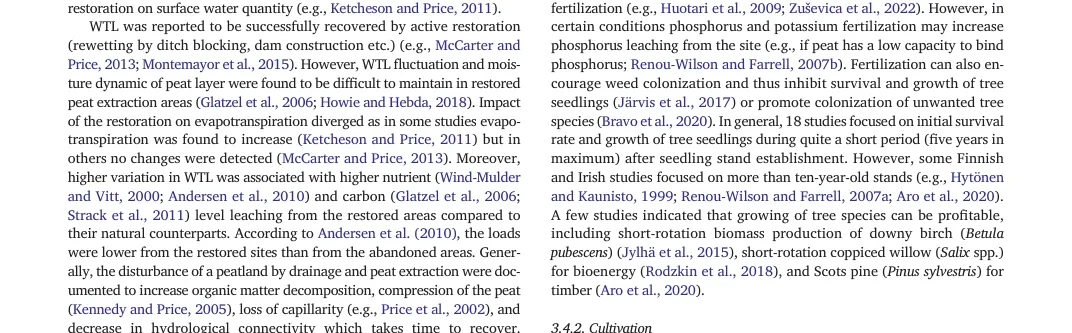 restoration on surface water quantity (e.g., Ketcheson and Price, 2011).
WTL was reported to be successfully recovered by active restoration
(rewetting by ditch blocking, dam construction etc.) (e.g., McCarter and
Price, 2013; Montemayor et al., 2015). However, WTL fluctuation and mois-
ture dynamic of peat layer were found to be difficult to maintain in restored
peat extraction areas (Glatzel et al., 2006; Howie and Hebda, 2018). Impact
of the restoration on evapotranspiration diverged as in some studies evapo-
transpiration was found to increase (Ketcheson and Price, 2011) but in
others no changes were detected (McCarter and Price, 2013). Moreover,
higher variation in WTL was associated with higher nutrient (Wind-Mulder
and Vitt, 2000; Andersen et al., 2010) and carbon (Glatzel et al., 2006;
Strack et al., 2011) level leaching from the restored areas compared to
their natural counterparts. According to Andersen et al. (2010), the loads
were lower from the restored sites than from the abandoned areas. Gener-
ally, the disturbance of a peatland by drainage and peat extraction were doc-
umented to increase organic matter decomposition, compression of the peat
(Kennedy and Price, 2005), loss of capillarity (e.g., Price et al., 2002), and
decrease in hydrological connectivity which takes time to recover.
fertilization (e.g., Huotari et al., 2009; Zuševica et al., 2022). However, in
certain conditions phosphorus and potassium fertilization may increase
phosphorus leaching from the site (e.g., if peat has a low capacity to bind
phosphorus; Renou-Wilson and Farrell, 2007b). Fertilization can also en-
courage weed colonization and thus inhibit survival and growth of tree
seedlings (Järvis et al., 2017) or promote colonization of unwanted tree
species (Bravo et al., 2020). In general, 18 studies focused on initial survival
rate and growth of tree seedlings during quite a short period (five years in
maximum) after seedling stand establishment. However, some Finnish
and Irish studies focused on more than ten-year-old stands (e.g., Hytönen
and Kaunisto, 1999; Renou-Wilson and Farrell, 2007a; Aro et al., 2020).
A few studies indicated that growing of tree species can be profitable,
including short-rotation biomass production of downy birch (Betula
pubescens) (Jylhä et al., 2015), short-rotation coppiced willow (Salix spp.)
for bioenergy (Rodzkin et al., 2018), and Scots pine (Pinus sylvestris) for
timber (Aro et al., 2020).
3.4.2. Cultivation